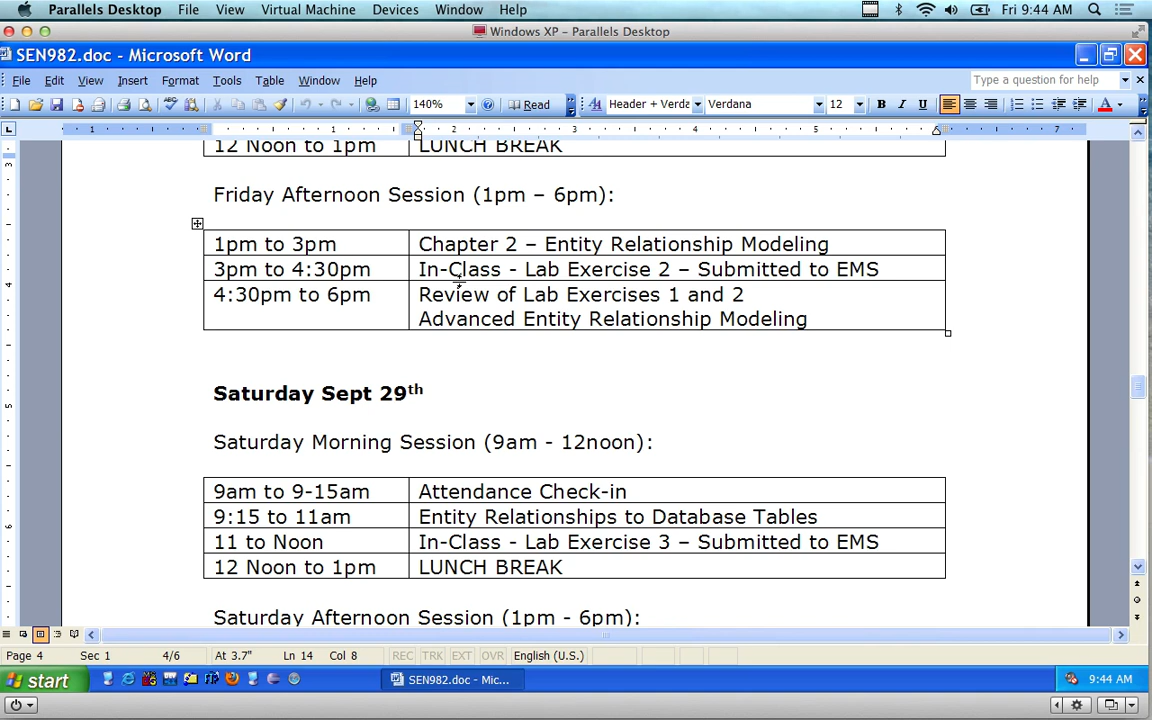 Parallels Desktop File View Virtual Machine Devices Window Help Fri 9:44 AM
Windows XP – Parallels Desktop
SEN982.doc - Microsoft Word
File Edit View Insert Format Tools Table Window Help Type a question for help
140% Read Header + Verda Verdana 12 B I U A
1 1 2 3 4 5 7
12 Noon to 1pm LUNCH BREAK
Friday Afternoon Session (1pm – 6pm):
1pm to 3pm Chapter 2 – Entity Relationship Modeling
3pm to 4:30pm In-Class - Lab Exercise 2 – Submitted to EMS
4:30pm to 6pm Review of Lab Exercises 1 and 2
Advanced Entity Relationship Modeling
Saturday Sept 29th
Saturday Morning Session (9am - 12noon):
9am to 9-15am Attendance Check-in
9:15 to 11am Entity Relationships to Database Tables
11 to Noon In-Class - Lab Exercise 3 – Submitted to EMS
12 Noon to 1pm LUNCH BREAK
Saturday Afternoon Session (1pm - 6pm):
Page 4 Sec 1 4/6 At 3.7" Ln 14 Col 8 REC TRK EXT OVR English (U.S.)
start SEN982.doc - Mic... 9:44 AM